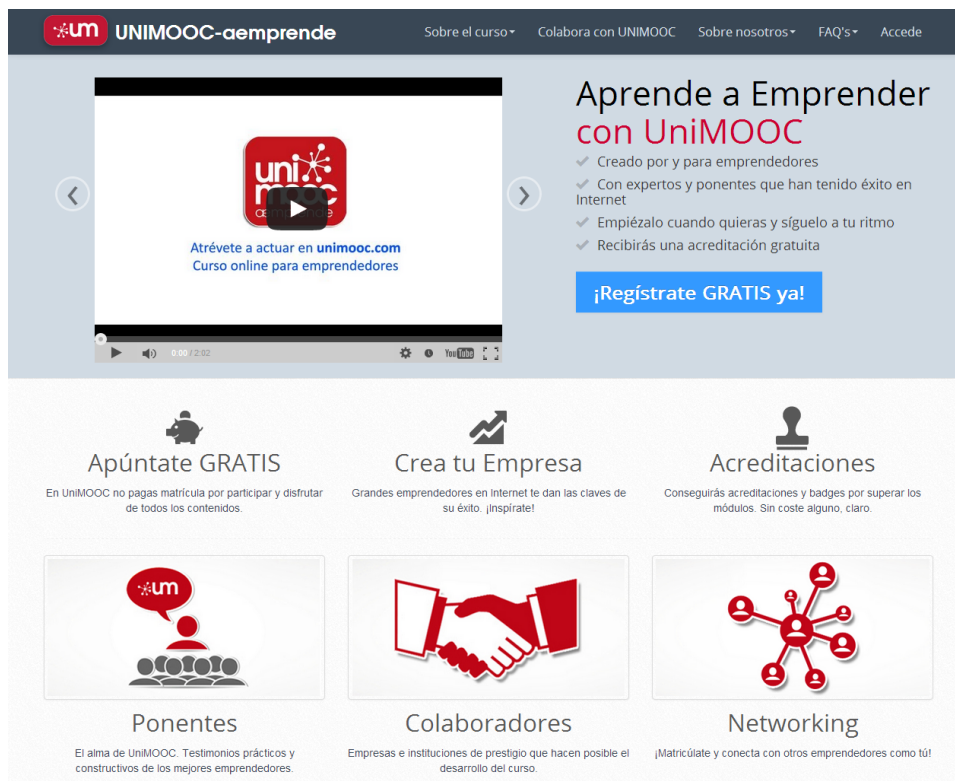 um UNIMOOC-aemprende
Sobre el curso Colabora con UNIMOOC Sobre nosotros FAQ's Accede
uni
mooc
aemprende
Atrévete a actuar en unimooc.com
Curso online para emprendedores
0:00 / 2:02 YouTube
Aprende a Emprender
con UniMOOC
Creado por y para emprendedores
Con expertos y ponentes que han tenido éxito en
Internet
Empiézalo cuando quieras y síguelo a tu ritmo
Recibirás una acreditación gratuita
¡Regístrate GRATIS ya!
Apúntate GRATIS
En UniMOOC no pagas matrícula por participar y disfrutar
de todos los contenidos.
Crea tu Empresa
Grandes emprendedores en Internet te dan las claves de
su éxito. ¡Inspírate!
Acreditaciones
Conseguirás acreditaciones y badges por superar los
módulos. Sin coste alguno, claro.
um
Ponentes
El alma de UniMOOC. Testimonios prácticos y
constructivos de los mejores emprendedores.
Colaboradores
Empresas e instituciones de prestigio que hacen posible el
desarrollo del curso.
Networking
¡Matricúlate y conecta con otros emprendedores como tú!